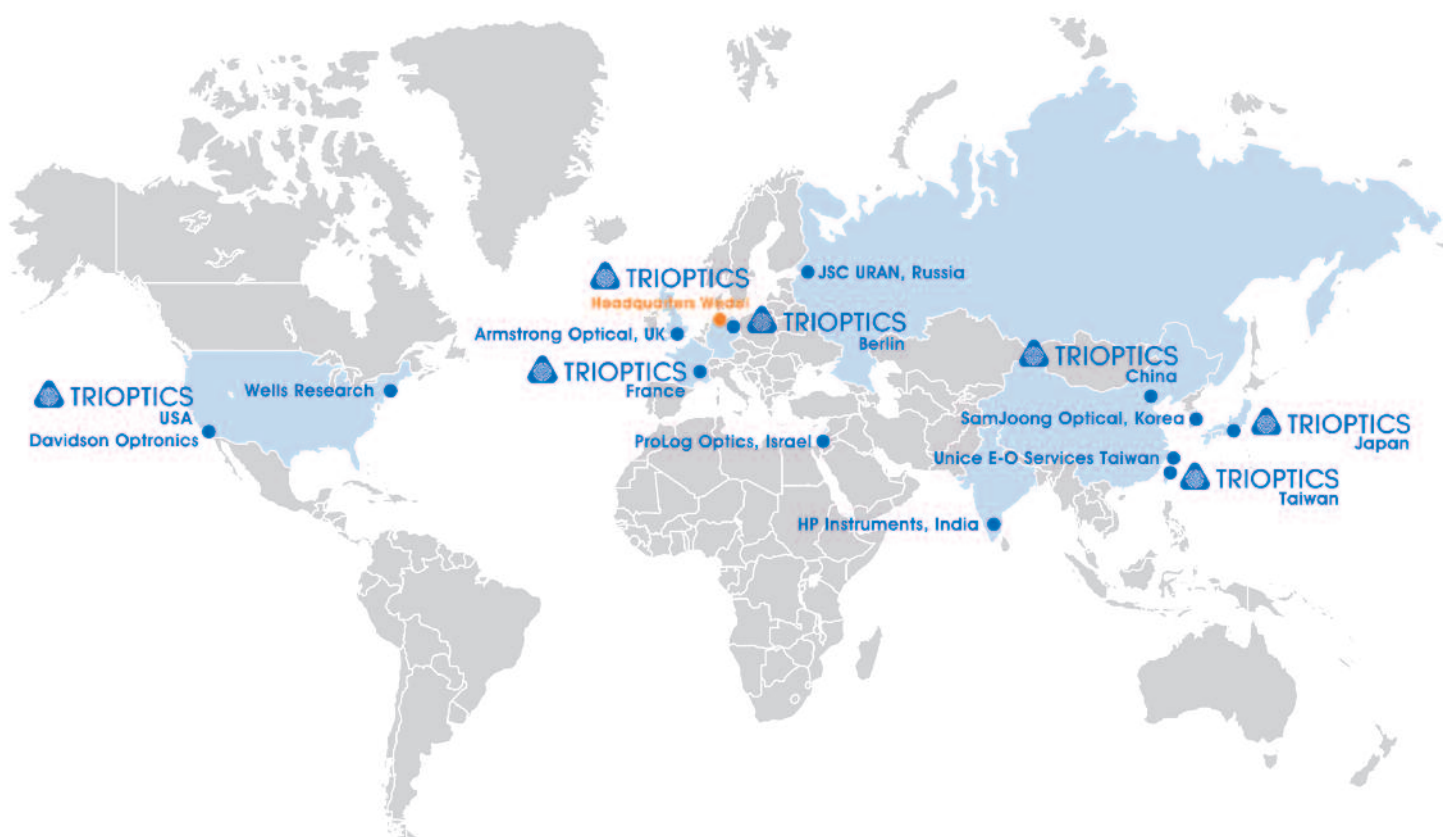 TRIOPTICS
Headquarters Wedel
JSC URAN, Russia
Armstrong Optical, UK
TRIOPTICS
Berlin
TRIOPTICS
France
TRIOPTICS
China
TRIOPTICS
USA
Wells Research
Davidson Optronics
SamJoong Optical, Korea
TRIOPTICS
Japan
ProLog Optics, Israel
Unice E-O Services Taiwan
TRIOPTICS
Taiwan
HP Instruments, India